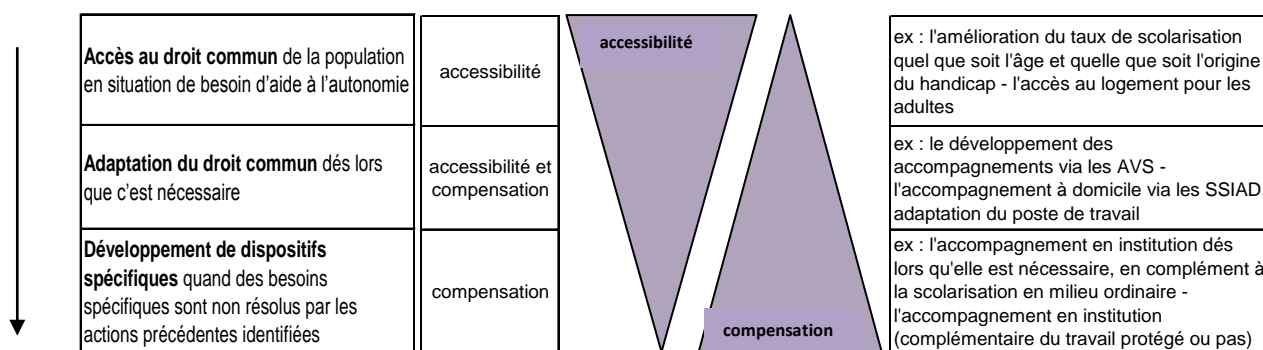 Accès au droit commun de la population
en situation de besoin d'aide à l'autonomie
accessibilité
accessibilité
ex : l'amélioration du taux de scolarisation
quel que soit l'âge et quelle que soit l'origine
du handicap - l'accès au logement pour les
adultes
Adaptation du droit commun dés lors
que c'est nécessaire
accessibilité et
compensation
ex : le développement des
accompagnements via les AVS -
l'accompagnement à domicile via les SSIAD
adaptation du poste de travail
Développement de dispositifs
spécifiques quand des besoins
spécifiques sont non résolus par les
actions précédentes identifiées
compensation
compensation
ex : l'accompagnement en institution dés
lors qu'elle est nécessaire, en complément à
la scolarisation en milieu ordinaire -
l'accompagnement en institution
(complémentaire du travail protégé ou pas)